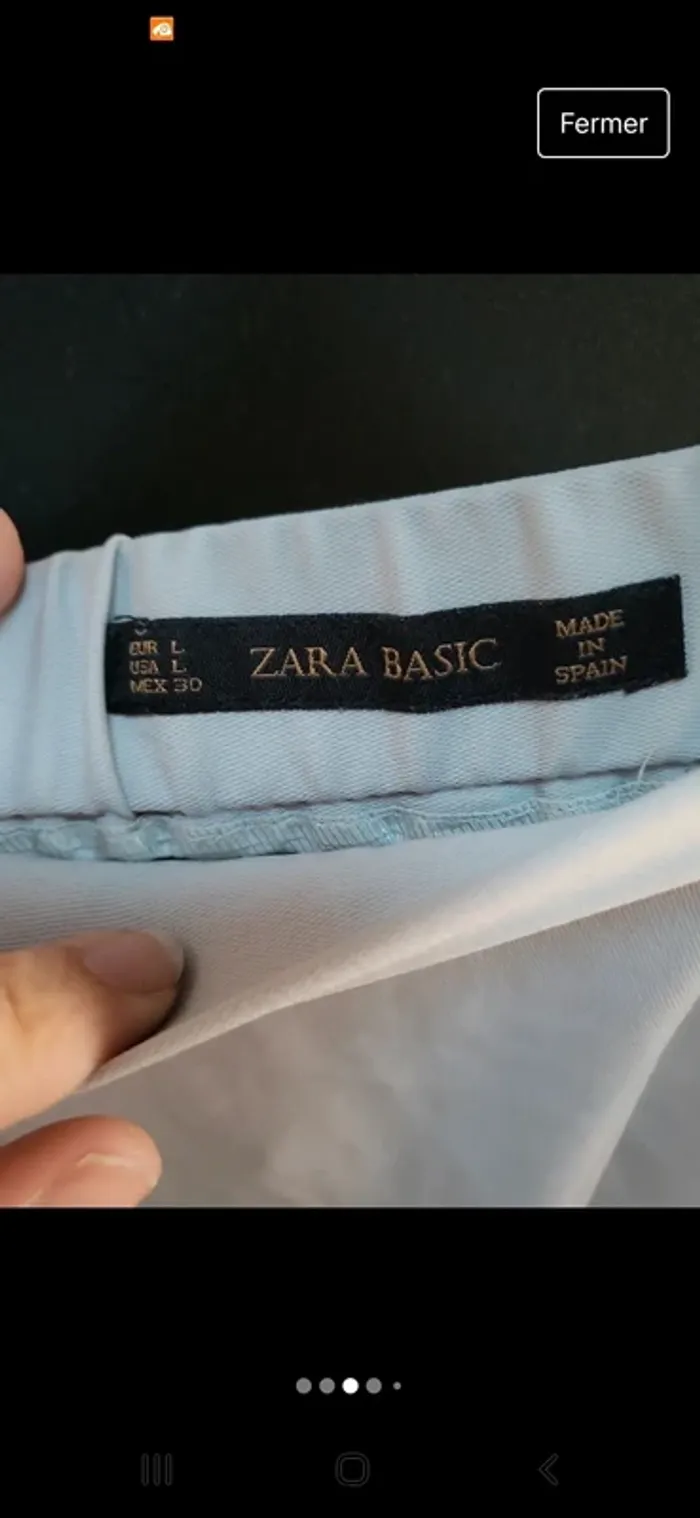 Fermer
EUR L
USA L
MEX 30
ZARA BASIC
MADE
IN
SPAIN